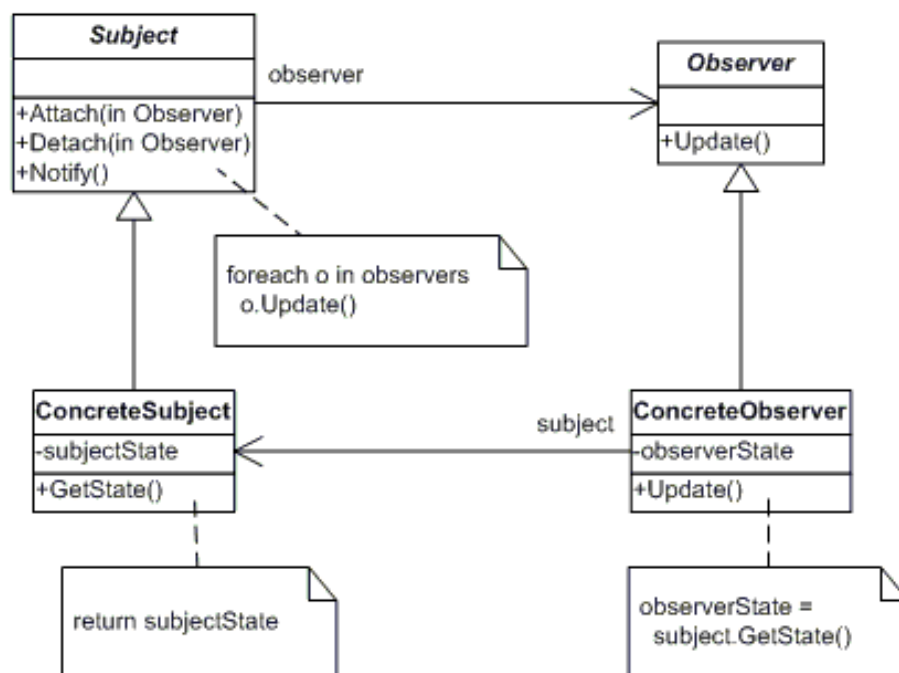 Subject
+Attach(in Observer)
+Detach(in Observer)
+Notify()
observer
Observer
+Update()
foreach o in observers
o.Update()
ConcreteSubject
-subjectState
+GetState()
subject
ConcreteObserver
-observerState
+Update()
return subjectState
observerState =
subject.GetState()